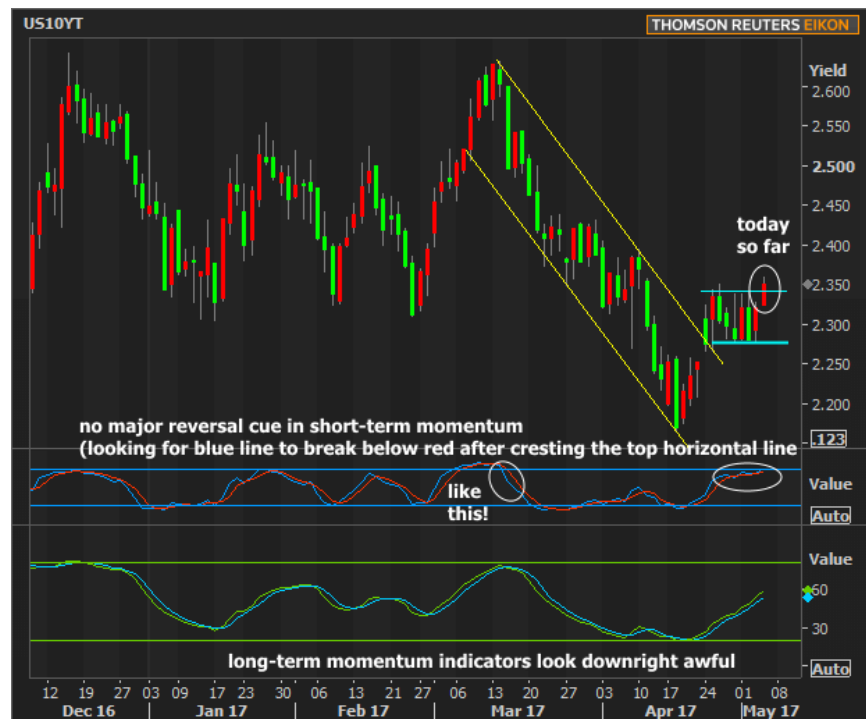 US10YT
THOMSON REUTERS EIKON
Yield
2.600
2.550
2.500
2.450
2.400
today
so far
2.350
2.300
2.250
2.200
no major reversal cue in short-term momentum
(looking for blue line to break below red after cresting the top horizontal line
.123
like
this!
Value
Auto
Value
60
30
long-term momentum indicators look downright awful
Auto
12 19 27 03 09 17 23 30 06 13 21 27 06 13 20 27 03 10 17 24 01 08
Dec 16 Jan 17 Feb 17 Mar 17 Apr 17 May 17